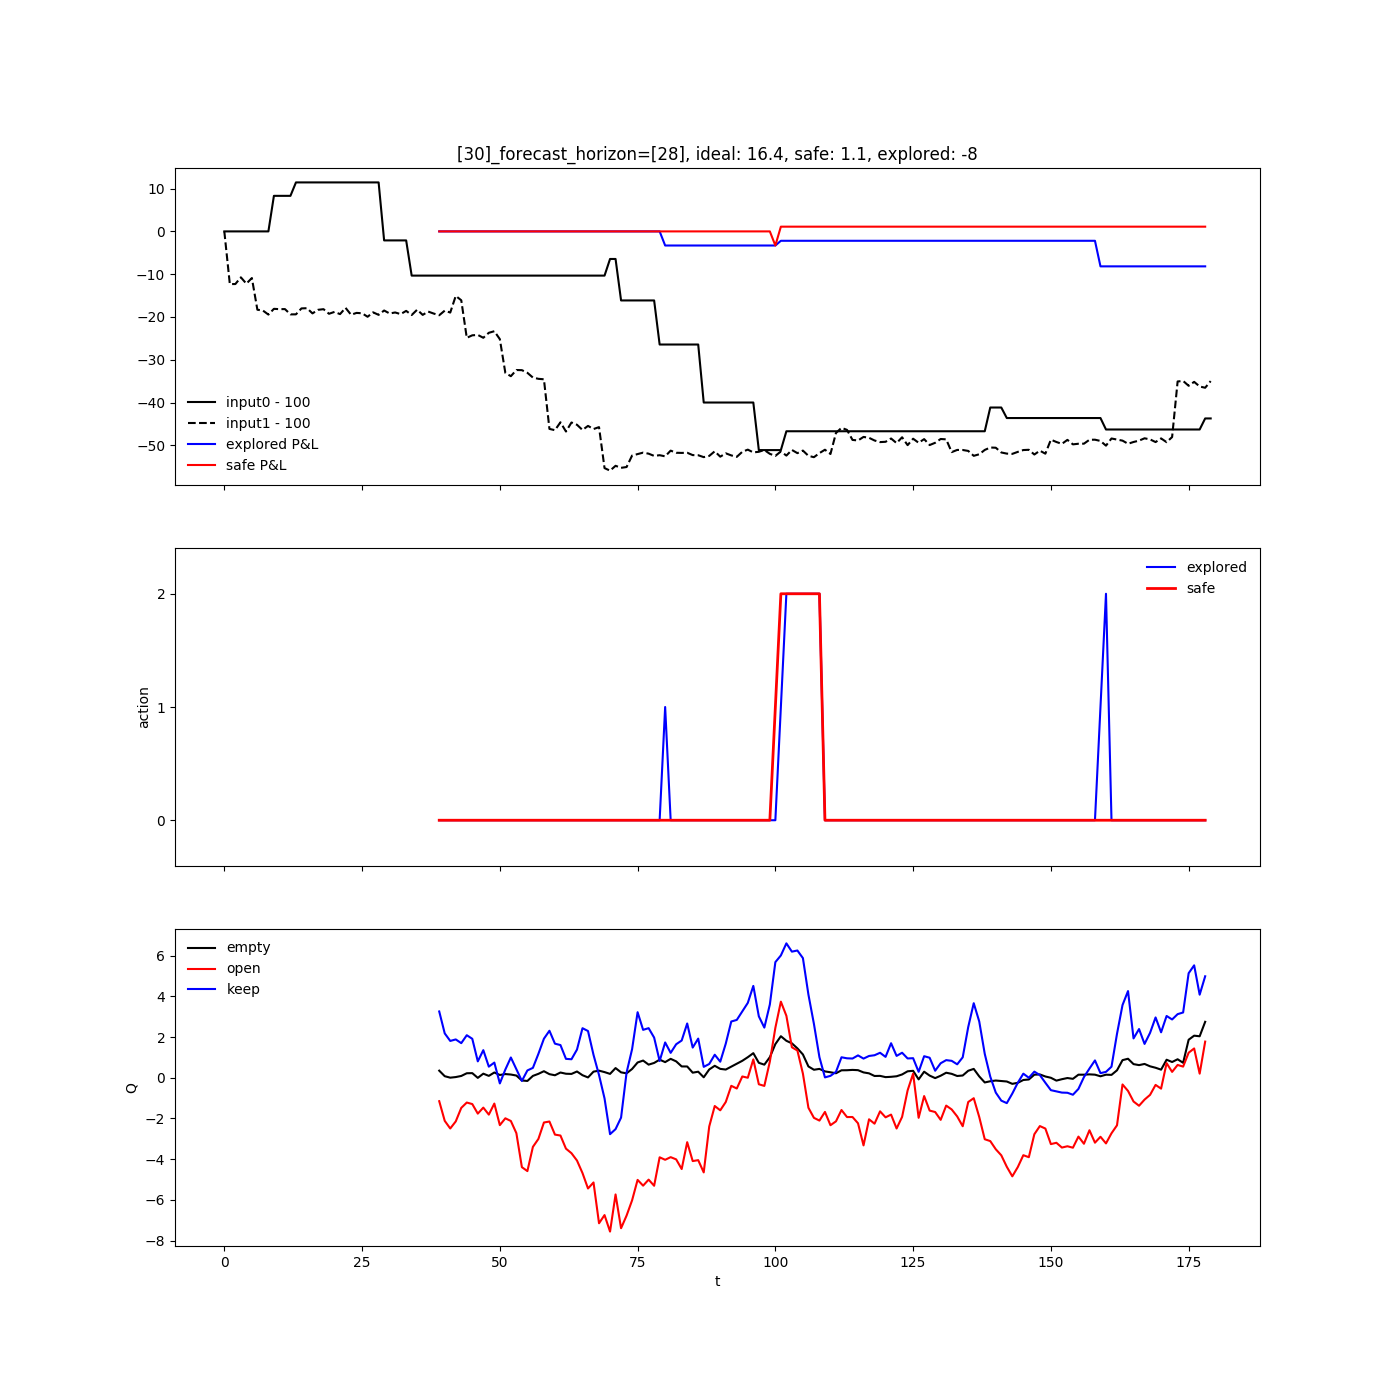 [30]_forecast_horizon=[28], ideal: 16.4, safe: 1.1, explored: -8
10
0
−10
−20
−30
−40
−50
input0 - 100
input1 - 100
explored P&L
safe P&L
2
1
0
action
explored
safe
6
4
2
0
−2
−4
−6
−8
Q
empty
open
keep
0 25 50 75 100 125 150 175
t